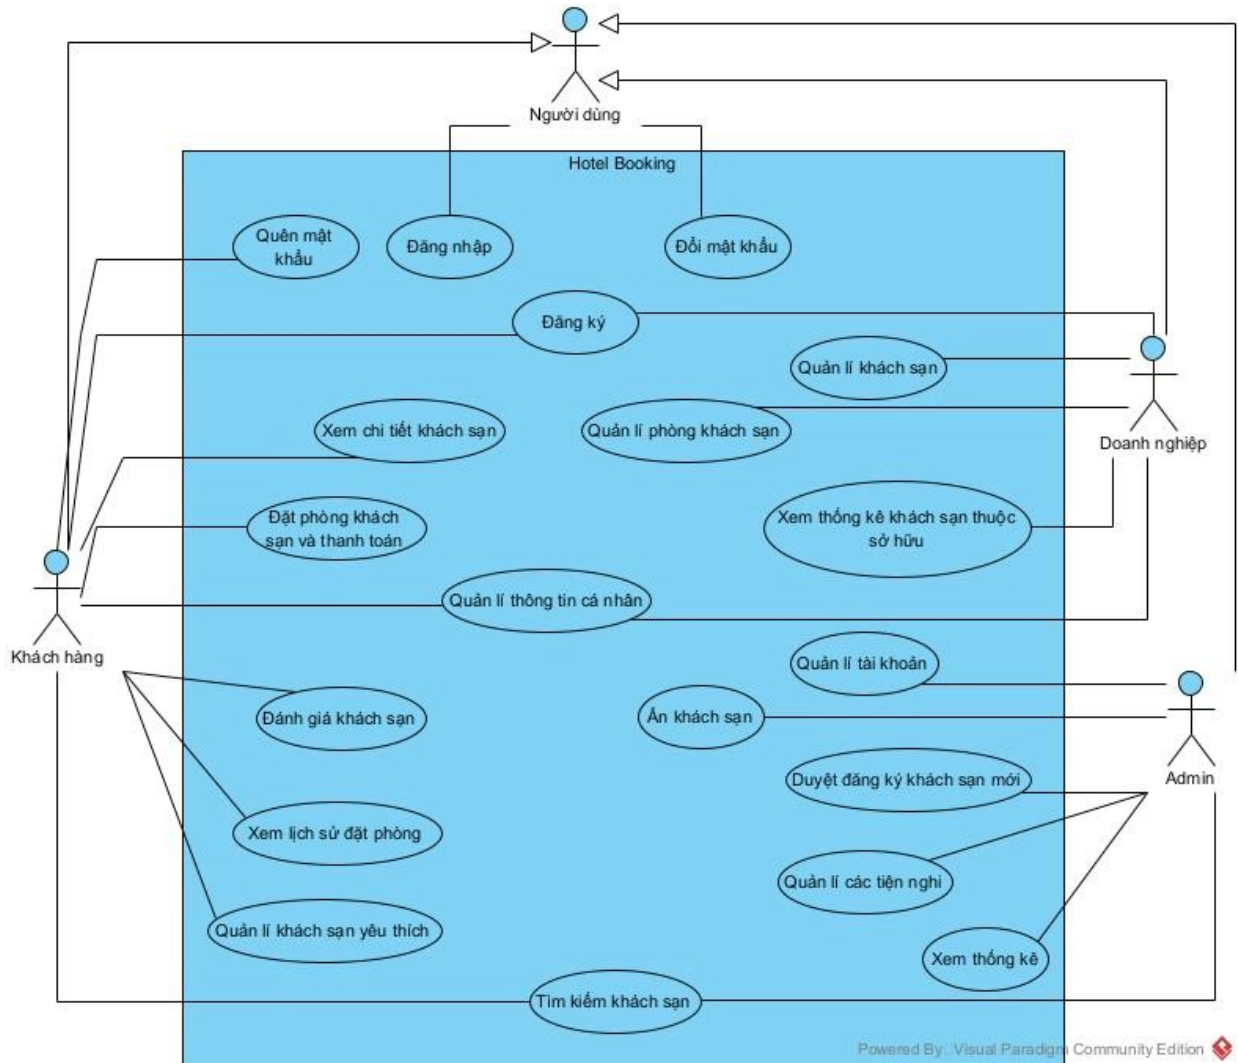 Người dùng
Hotel Booking
Quên mật
khẩu
Đăng nhập
Đổi mật khẩu
Đăng ký
Quản lí khách sạn
Xem chi tiết khách sạn
Quản lí phòng khách sạn
Doanh nghiệp
Đặt phòng khách
sạn và thanh toán
Xem thống kê khách sạn thuộc
sở hữu
Quản lí thông tin cá nhân
Khách hàng
Quản lí tài khoản
Đánh giá khách sạn
Ẩn khách sạn
Duyệt đăng ký khách sạn mới
Admin
Xem lịch sử đặt phòng
Quản lí các tiện nghi
Quản lí khách sạn yêu thích
Xem thống kê
Tìm kiếm khách sạn
Powered By Visual Paradigm Community Edition